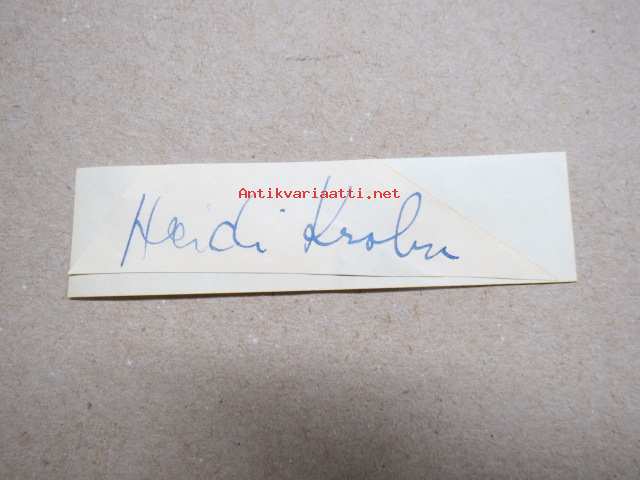 Antikvariaatti.net
Heidi Krohn